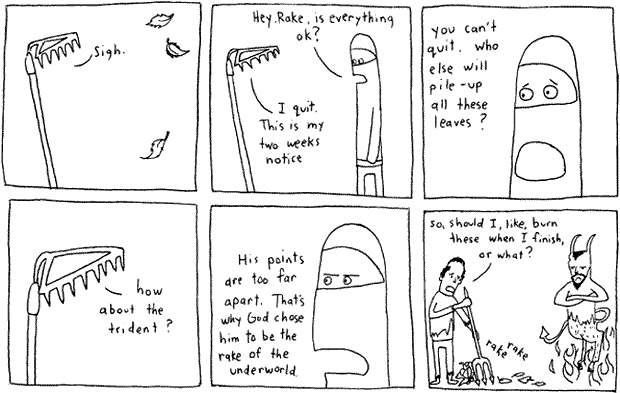 Sigh.
Hey Rake, is everything
ok?
I quit.
This is my
two weeks
notice
you can't
quit. who
else will
pile-up
all these
leaves?
how
about the
trident?
His points
are too far
apart. That's
why God chose
him to be the
rake of the
underworld.
so, should I, like, burn
these when I finish,
or what?
rake rake